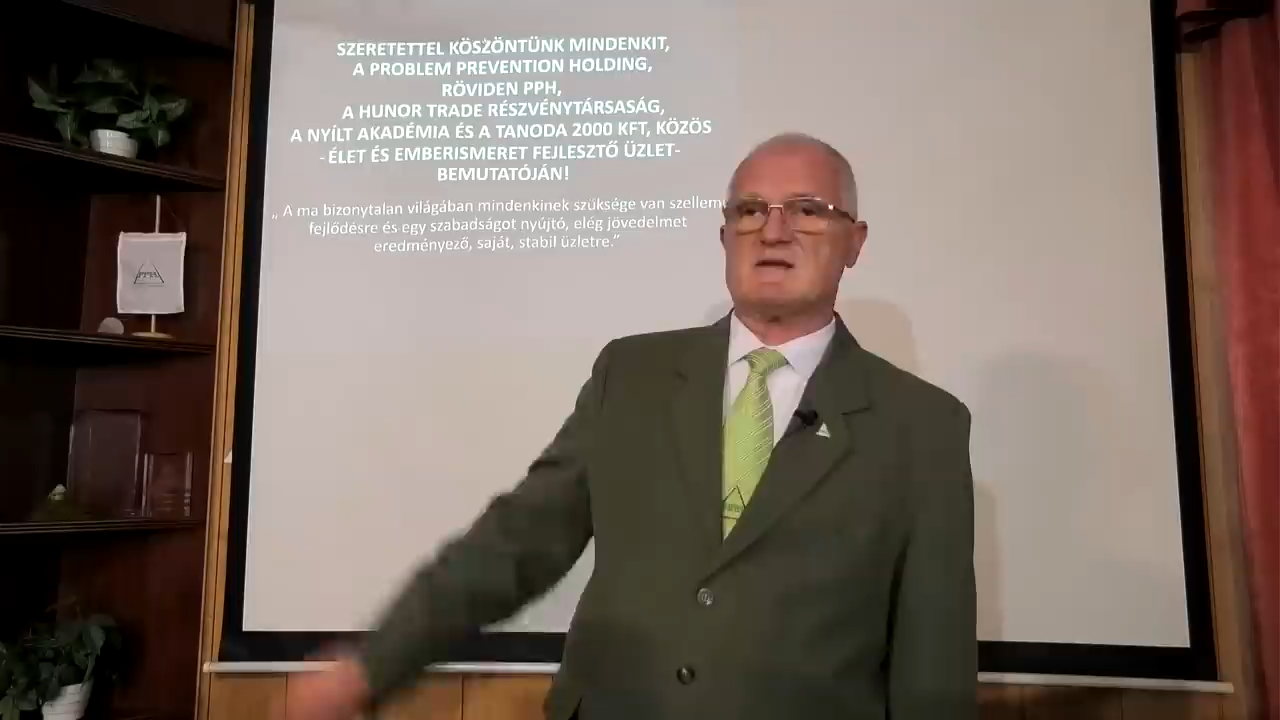 SZERETETTEL KÖSZÖNTÜNK MINDENKIT,
A PROBLEM PREVENTION HOLDING,
RÖVIDEN PPH,
A HUNOR TRADE RÉSZVÉNYTÁRSASÁG,
A NYÍLT AKADÉMIA ÉS A TANODA 2000 KFT, KÖZÖS
- ÉLET ÉS EMBERISMERET FEJLESZTŐ ÜZLET-
BEMUTATÓJÁN!
„ A ma bizonytalan világában mindenkinek szüksége van szellemi
fejlődésre és egy szabadságot nyújtó, elég jövedelmet
eredményező, saját, stabil üzletre.”